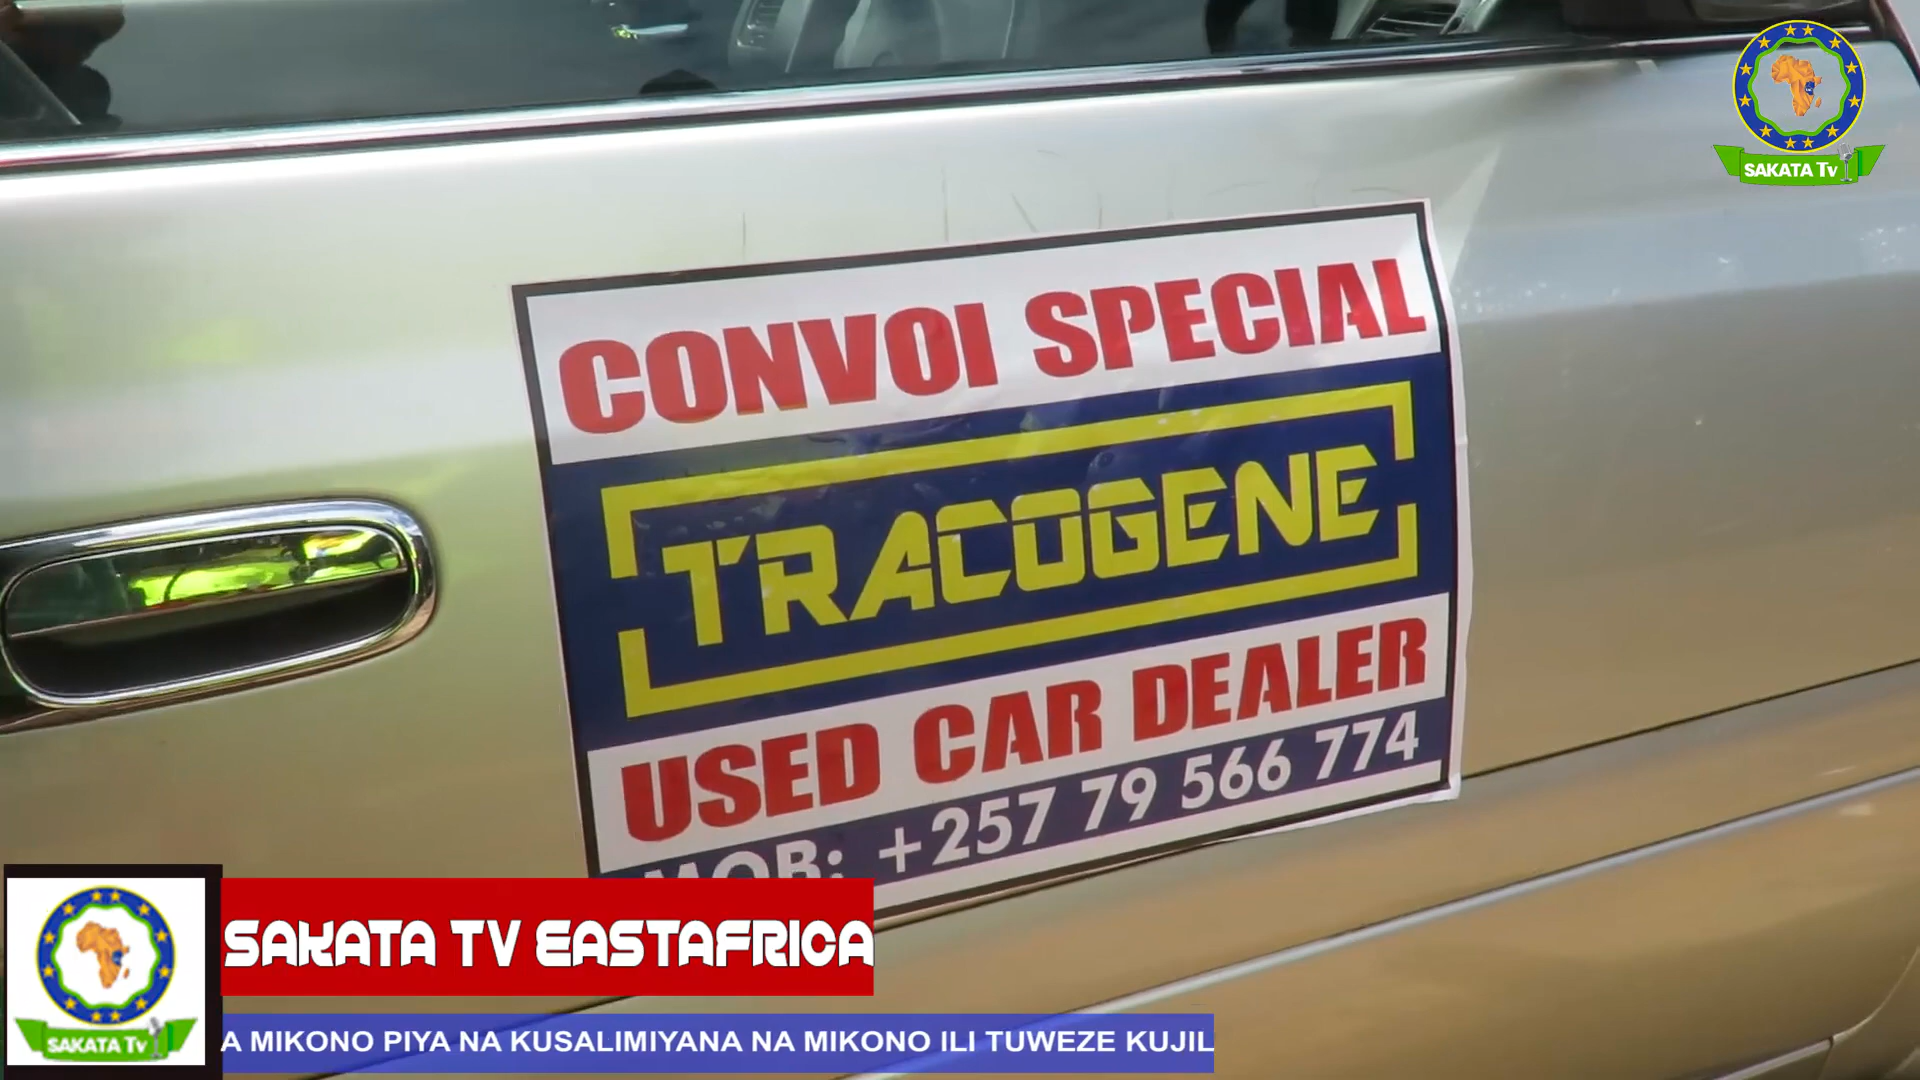 SAKATA Tv
CONVOI SPECIAL
TRACOGENE
USED CAR DEALER
MOB: +257 79 566 774
SAKATA TV EASTAFRICA
SAKATA Tv
A MIKONO PIYA NA KUSALIMIYANA NA MIKONO ILI TUWEZE KUJIL